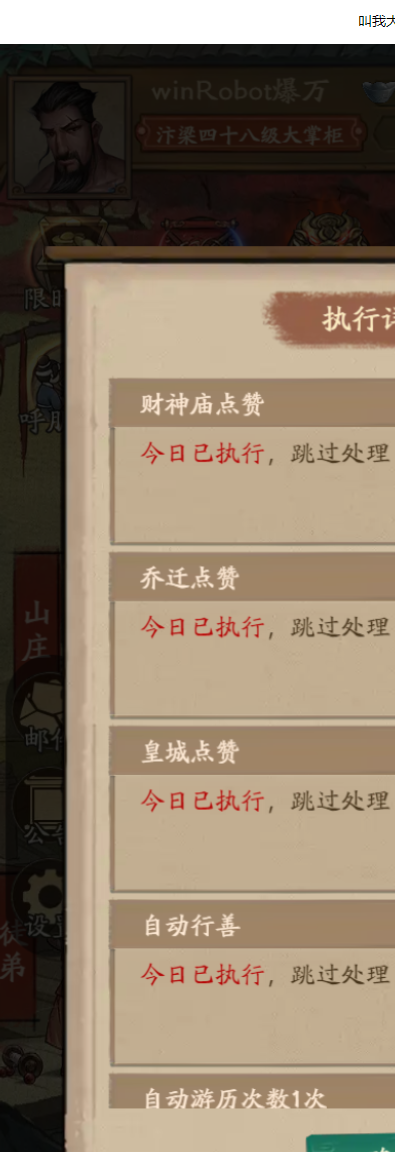 叫我大
winRobot爆万
汴梁四十八级大掌柜
限时
执行详
呼朋
财神庙点赞
今日已执行，跳过处理
乔迁点赞
今日已执行，跳过处理
山庄
皇城点赞
邮件
今日已执行，跳过处理
公告
自动行善
设置
徒弟
今日已执行，跳过处理
自动游历次数1次